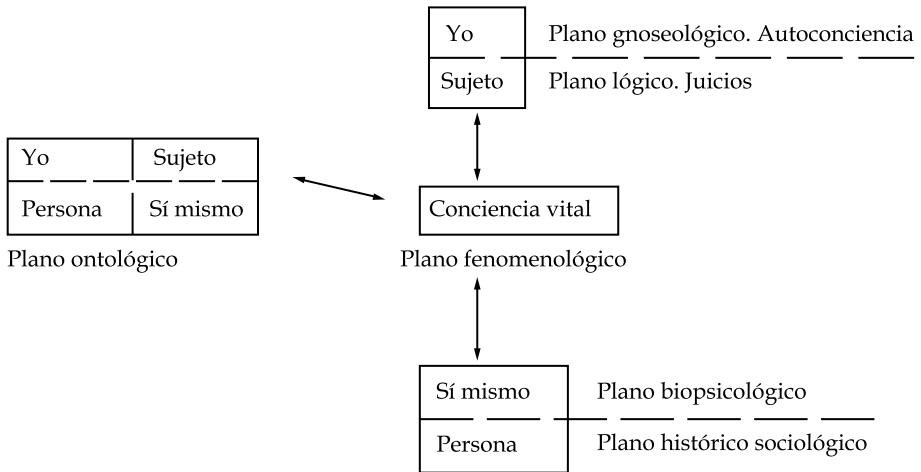 Yo Plano gnoseológico. Autoconciencia
Sujeto Plano lógico. Juicios
Yo Sujeto
Persona Sí mismo
Plano ontológico
Conciencia vital
Plano fenomenológico
Sí mismo Plano biopsicológico
Persona Plano histórico sociológico